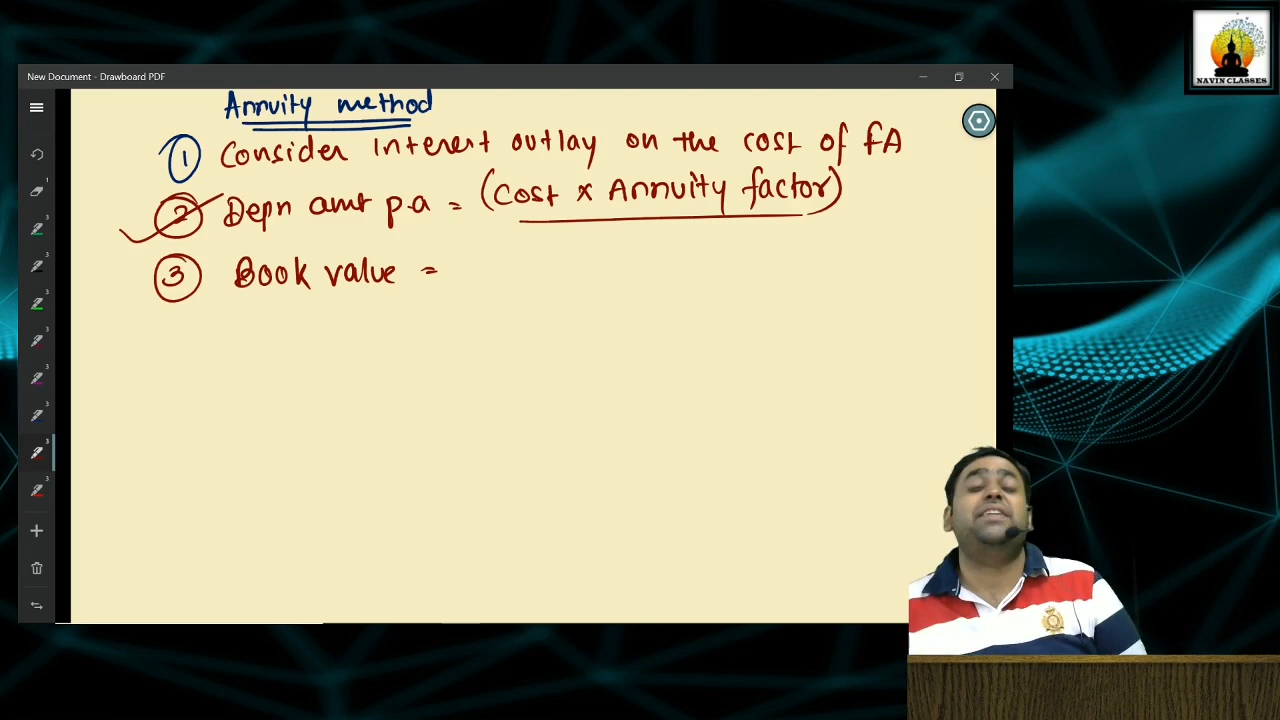 NAVIN CLASSES
New Document - Drawboard PDF
Annuity method
① Consider interest outlay on the cost of FA
② Depn amt p.a = (Cost x Annuity factor)
③ Book value =